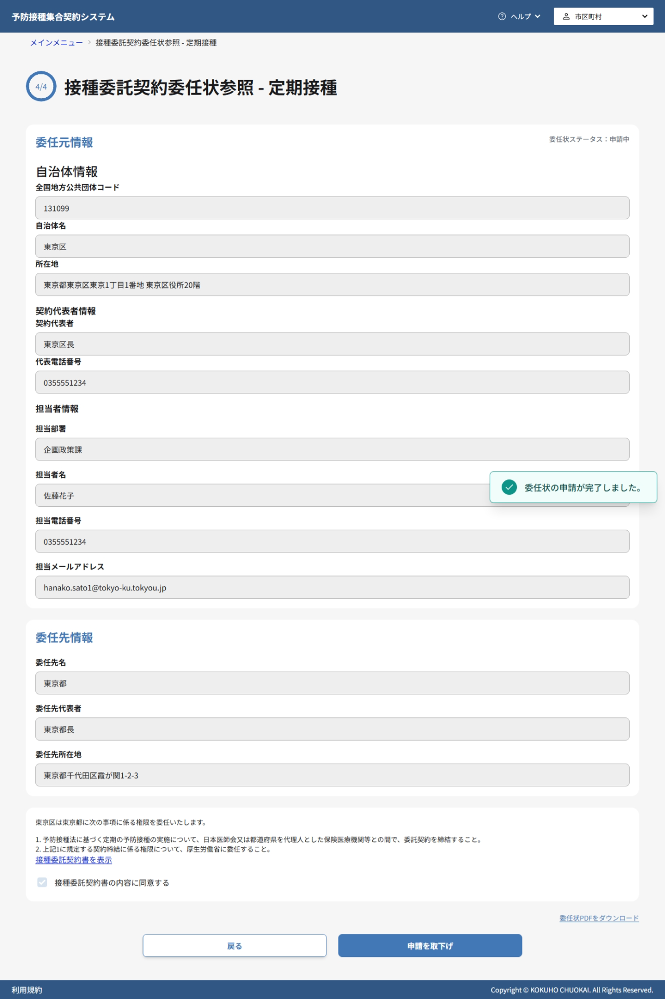 予防接種集合契約システム
ヘルプ
市区町村
メインメニュー > 接種委託契約委任状参照 - 定期接種
4/4
接種委託契約委任状参照 - 定期接種
委任元情報
委任状ステータス：申請中
自治体情報
全国地方公共団体コード
131099
自治体名
東京区
所在地
東京都東京区東京1丁目1番地 東京区役所20階
契約代表者情報
契約代表者
東京区長
代表電話番号
0355551234
担当者情報
担当部署
企画政策課
担当者名
佐藤花子
委任状の申請が完了しました。
担当電話番号
0355551234
担当メールアドレス
hanako.sato1@tokyo-ku.tokyou.jp
委任先情報
委任先名
東京都
委任先代表者
東京都長
委任先所在地
東京都千代田区霞が関1-2-3
東京区は東京都に次の事項に係る権限を委任いたします。
1. 予防接種法に基づく定期の予防接種の実施について、日本医師会又は都道府県を代理人とした保険医療機関等との間で、委託契約を締結すること。
2. 上記1に規定する契約締結に係る権限について、厚生労働省に委任すること。
接種委託契約書を表示
接種委託契約書の内容に同意する
委任状PDFをダウンロード
戻る
申請を取下げ
利用規約
Copyright © KOKUHO CHUOKAI. All Rights Reserved.